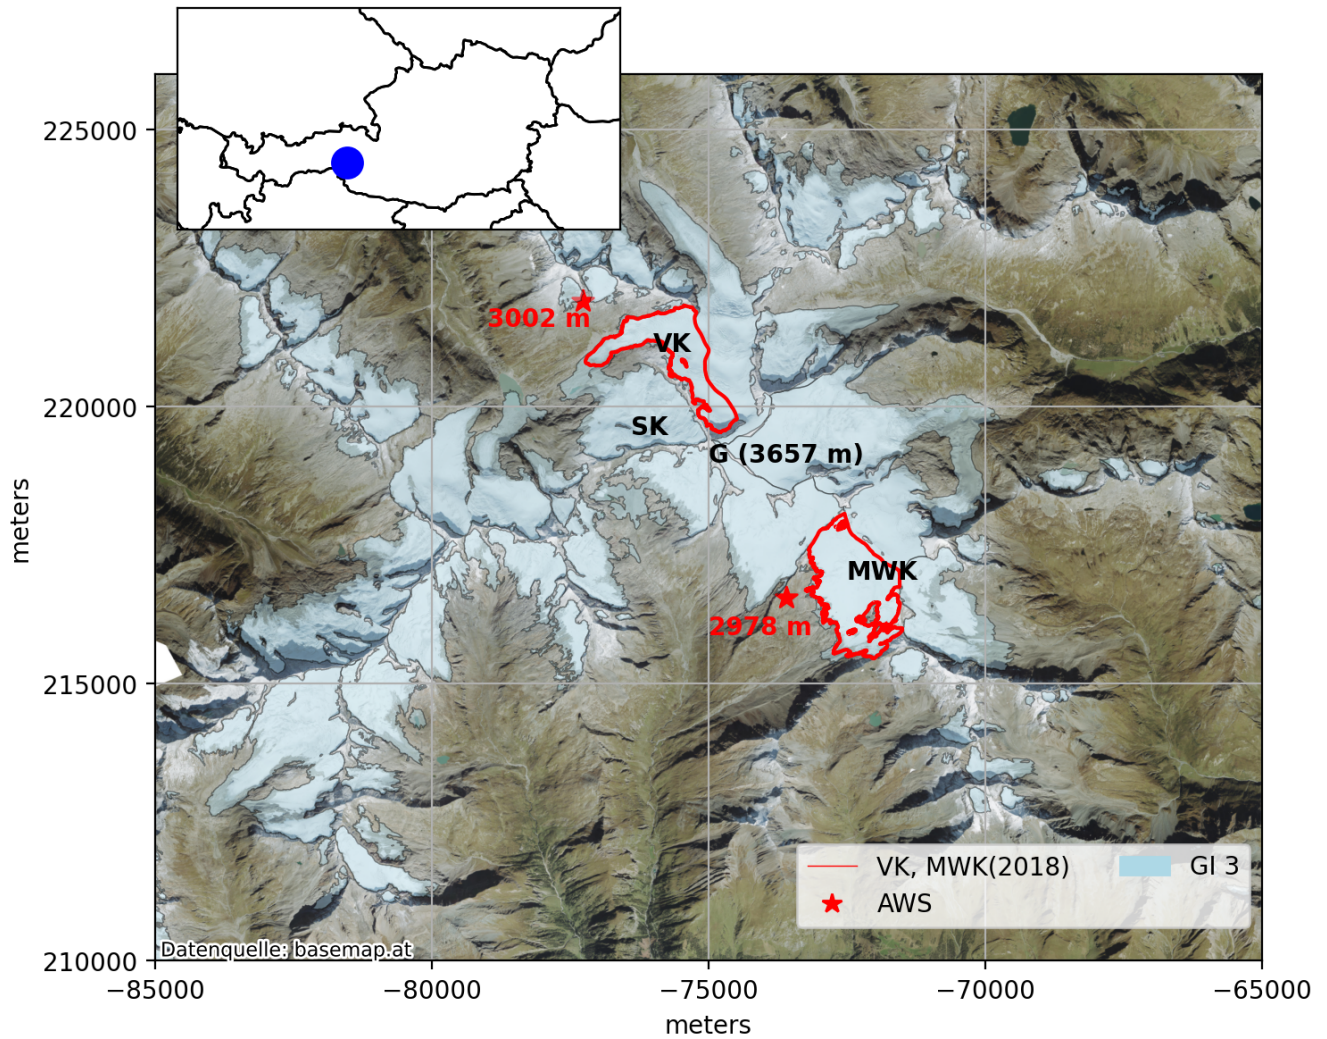 225000
220000
215000
210000
meters
3002 m
VK
SK
G (3657 m)
MWK
2978 m
VK, MWK(2018)
GI 3
AWS
Datenquelle: basemap.at
−85000
−80000
−75000
−70000
−65000
meters